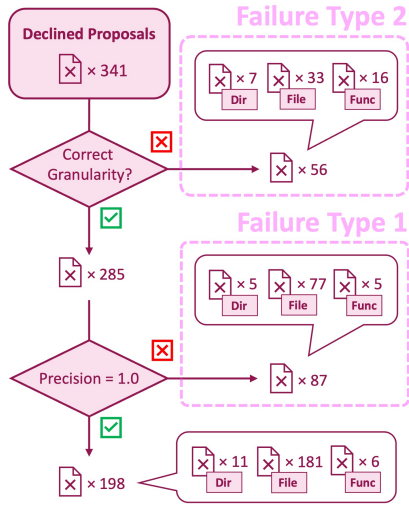 Failure Type 2
Declined Proposals
× 341
× 7 × 33 × 16
Dir File Func
Correct
Granularity?
× 56
Failure Type 1
× 285
× 5 × 77 × 5
Dir File Func
Precision = 1.0
× 87
× 198
× 11 × 181 × 6
Dir File Func